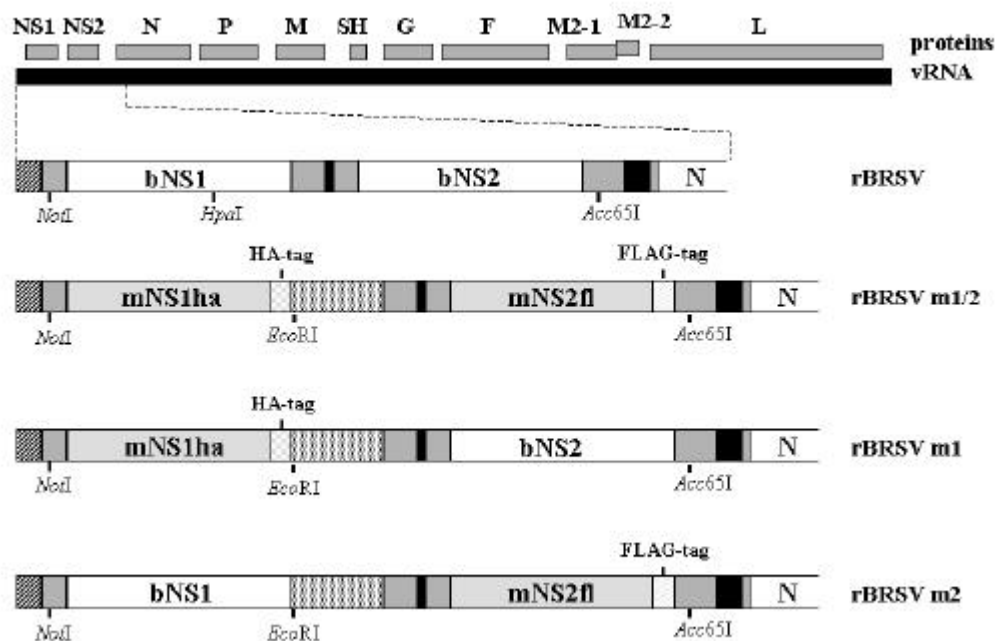 NS1 NS2 N P M SH G F M2-1 M2-2 L
proteins
vRNA
bNS1 bNS2 N rBRSV
NotI HpaI Acc65I
HA-tag FLAG-tag
mNS1ha mNS2fl N rBRSV m1/2
NotI EcoRI Acc65I
HA-tag
mNS1ha bNS2 N rBRSV m1
NotI EcoRI Acc65I
FLAG-tag
bNS1 mNS2fl N rBRSV m2
NotI EcoRI Acc65I